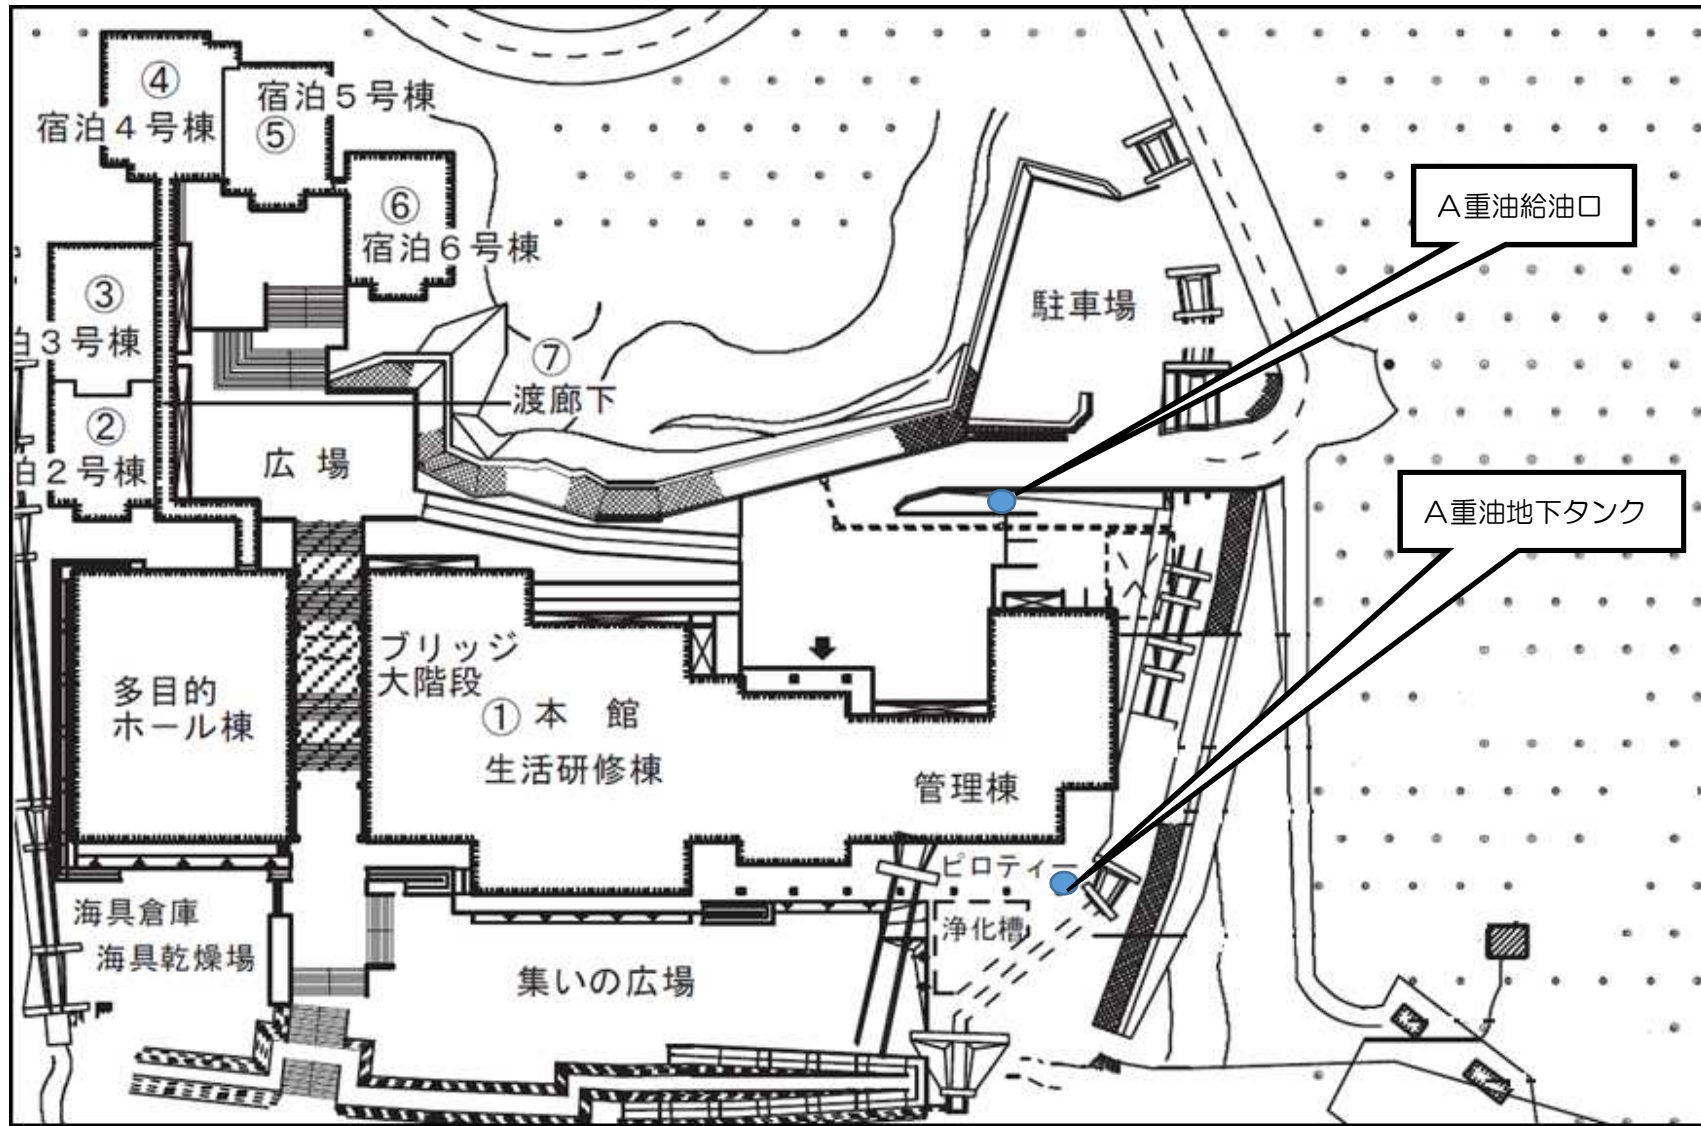 ④
宿泊４号棟
宿泊５号棟
⑤
⑥
宿泊６号棟
Ａ重油給油口
③
泊３号棟
駐車場
⑦
渡廊下
②
泊２号棟
広 場
Ａ重油地下タンク
ブリッジ
大階段
多目的
ホール棟
① 本 館
生活研修棟
管理棟
ピロティー
海具倉庫
海具乾燥場
浄化槽
集いの広場